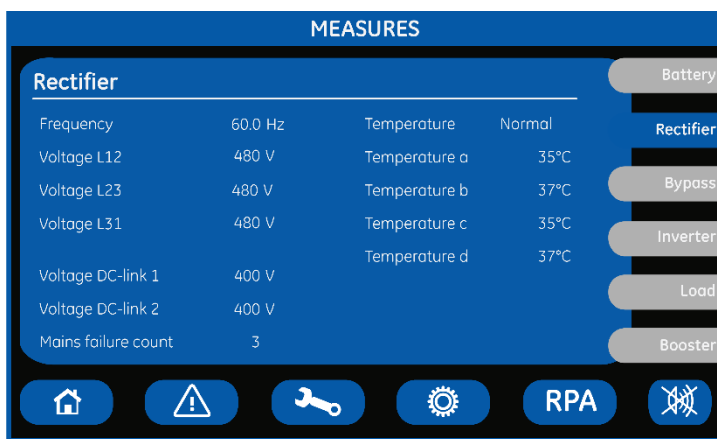 MEASURES
Rectifier
Frequency 60.0 Hz Temperature Normal
Voltage L12 480 V Temperature a 35°C
Voltage L23 480 V Temperature b 37°C
Voltage L31 480 V Temperature c 35°C
Temperature d 37°C
Voltage DC-link 1 400 V
Voltage DC-link 2 400 V
Mains failure count 3
Battery
Rectifier
Bypass
Inverter
Load
Booster
RPA